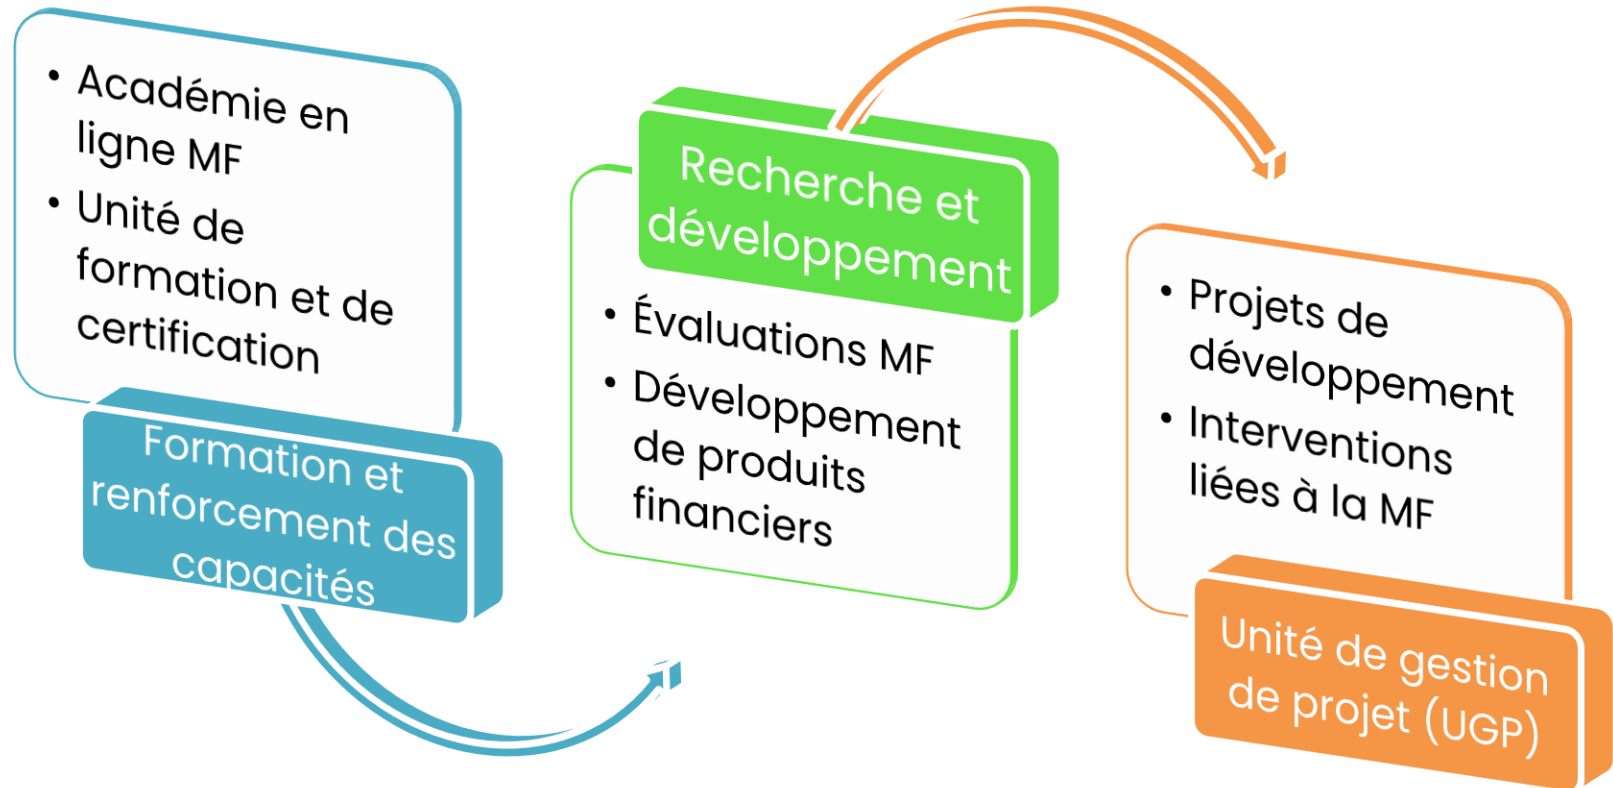 • Académie en
ligne MF
• Unité de
formation et de
certification
Formation et
renforcement des
capacités
Recherche et
développement
• Évaluations MF
• Développement
de produits
financiers
• Projets de
développement
• Interventions
liées à la MF
Unité de gestion
de projet (UGP)